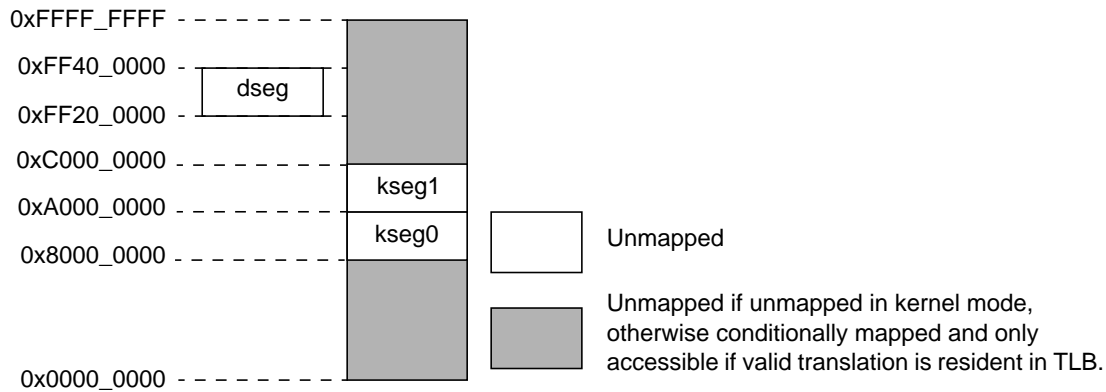 0xFFFF_FFFF
0xFF40_0000
dseg
0xFF20_0000
0xC000_0000
kseg1
0xA000_0000
kseg0
0x8000_0000
0x0000_0000
Unmapped
Unmapped if unmapped in kernel mode,
otherwise conditionally mapped and only
accessible if valid translation is resident in TLB.